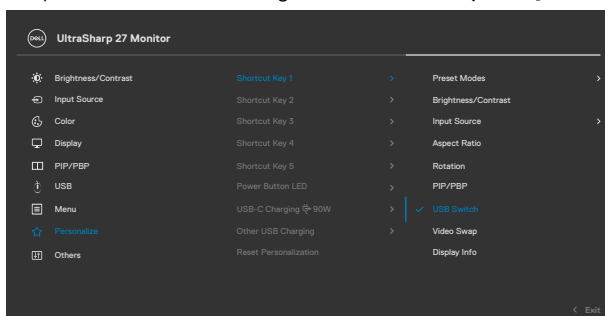 DELL UltraSharp 27 Monitor
Brightness/Contrast
Input Source
Color
Display
PIP/PBP
USB
Menu
Personalize
Others
Shortcut Key 1
Shortcut Key 2
Shortcut Key 3
Shortcut Key 4
Shortcut Key 5
Power Button LED
USB-C Charging 90W
Other USB Charging
Reset Personalization
Preset Modes
Brightness/Contrast
Input Source
Aspect Ratio
Rotation
PIP/PBP
USB Switch
Video Swap
Display Info
Exit